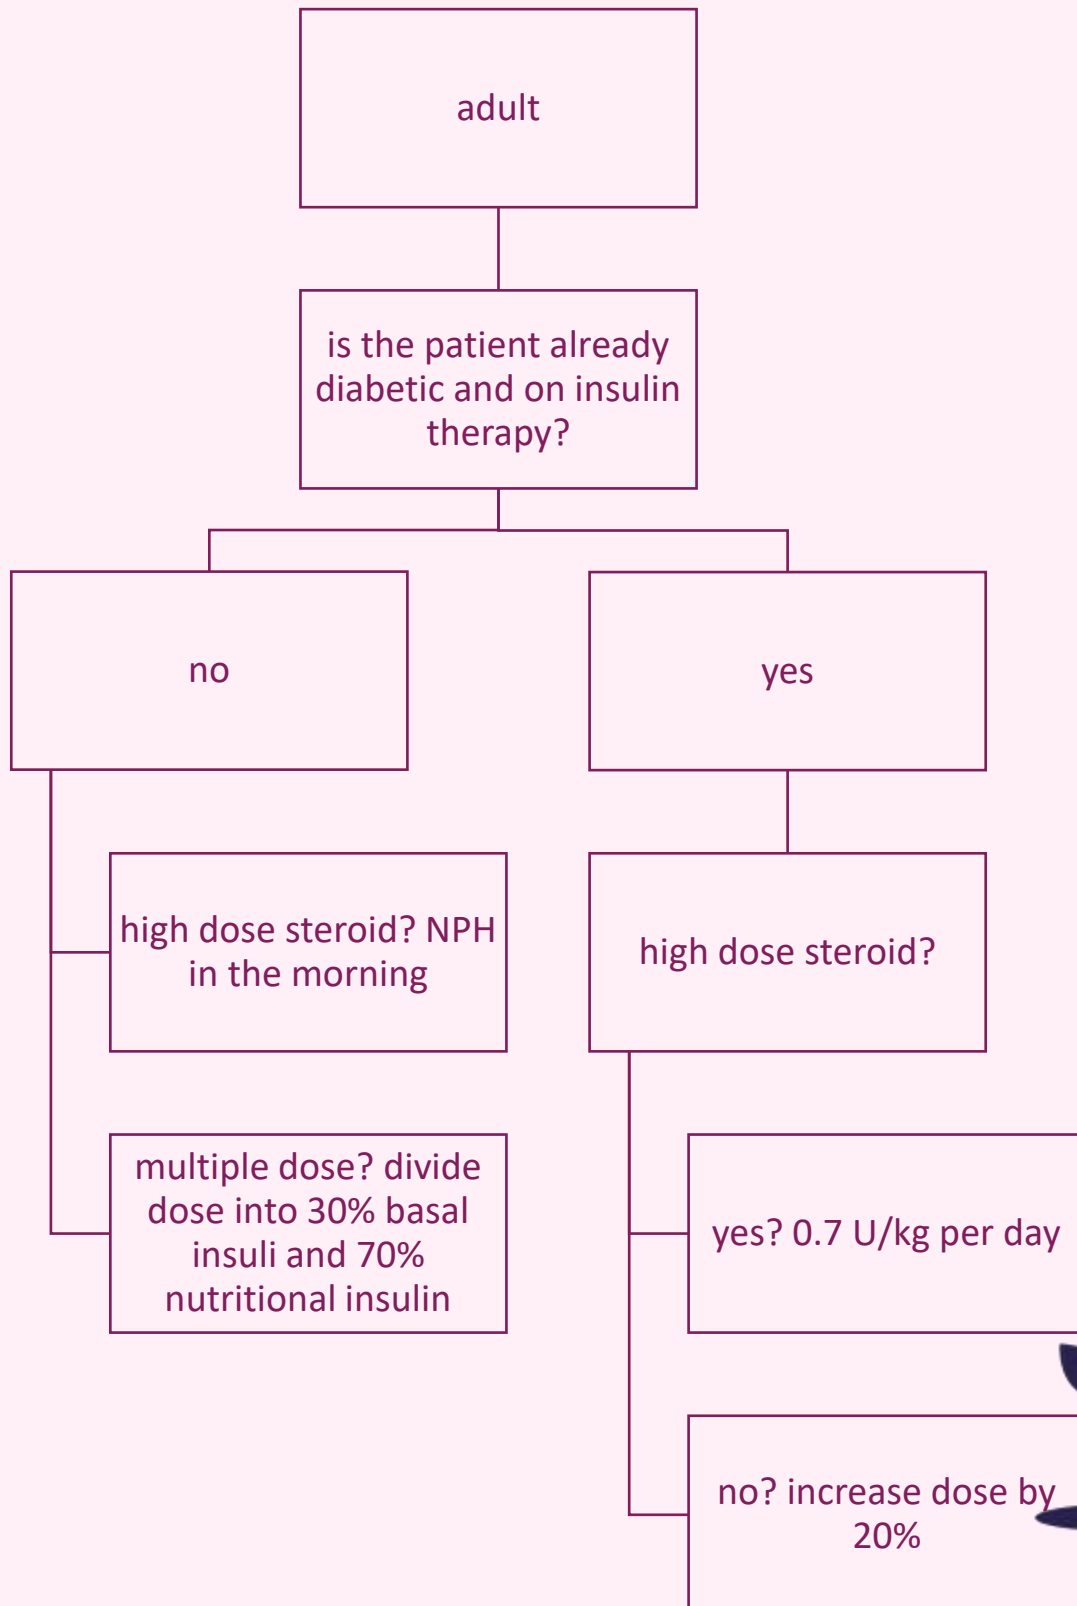 adult
is the patient already
diabetic and on insulin
therapy?
no
yes
high dose steroid? NPH
in the morning
high dose steroid?
multiple dose? divide
dose into 30% basal
insuli and 70%
nutritional insulin
yes? 0.7 U/kg per day
no? increase dose by
20%